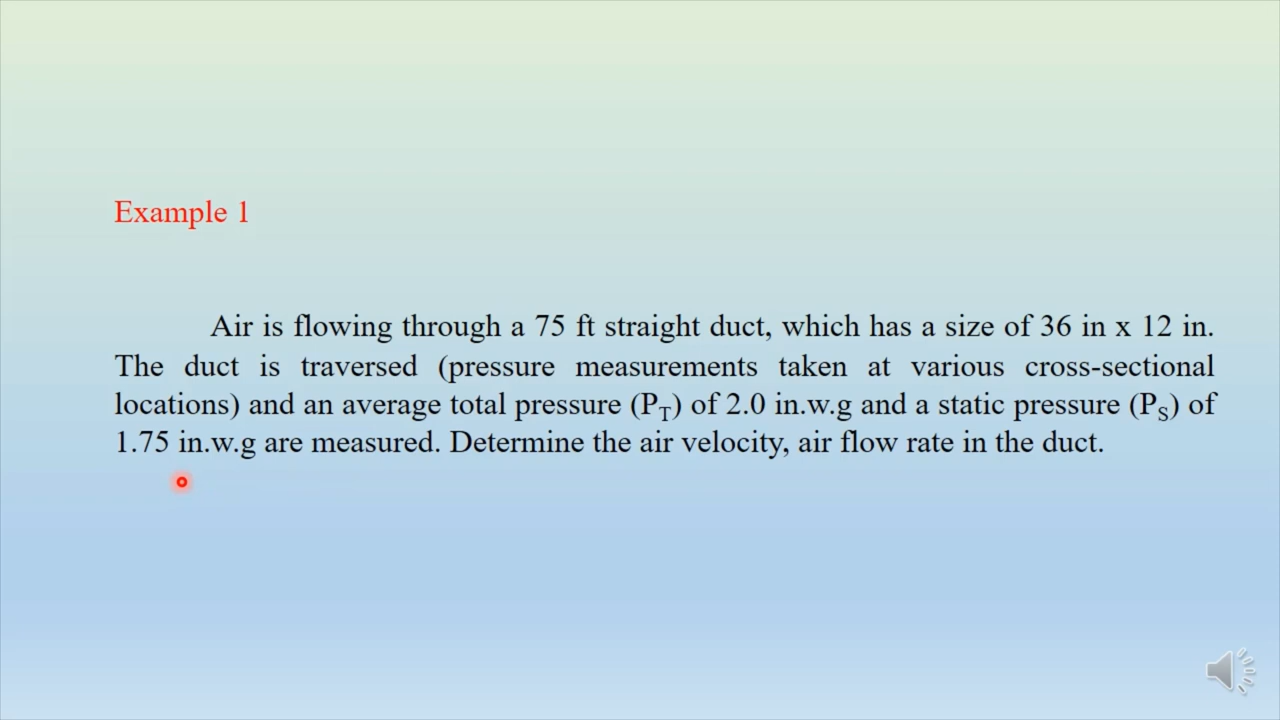 Example 1
Air is flowing through a 75 ft straight duct, which has a size of 36 in x 12 in.
The duct is traversed (pressure measurements taken at various cross-sectional
locations) and an average total pressure (P_T) of 2.0 in.w.g and a static pressure (P_S) of
1.75 in.w.g are measured. Determine the air velocity, air flow rate in the duct.